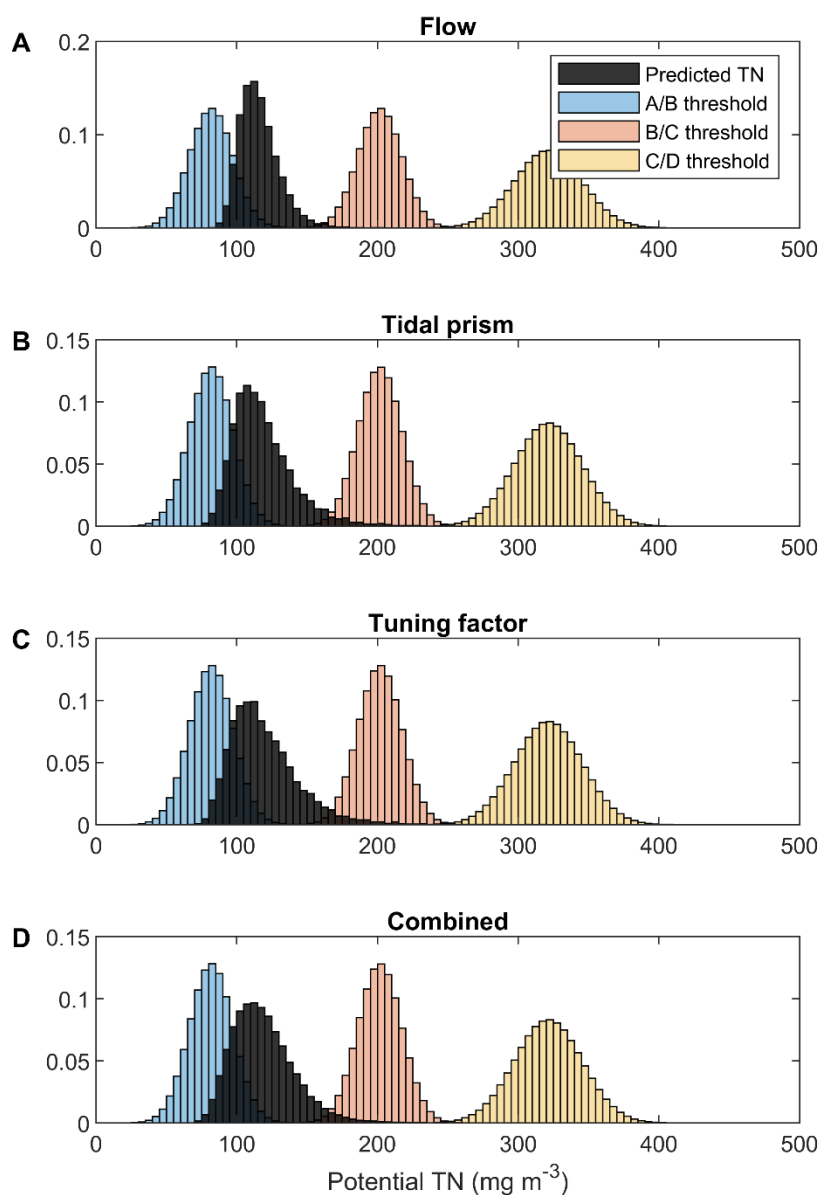 A
Flow
0.2
0.1
0
Predicted TN
A/B threshold
B/C threshold
C/D threshold
0 100 200 300 400 500
B
Tidal prism
0.15
0.1
0.05
0
0 100 200 300 400 500
C
Tuning factor
0.15
0.1
0.05
0
0 100 200 300 400 500
D
Combined
0.15
0.1
0.05
0
0 100 200 300 400 500
Potential TN (mg m⁻³)